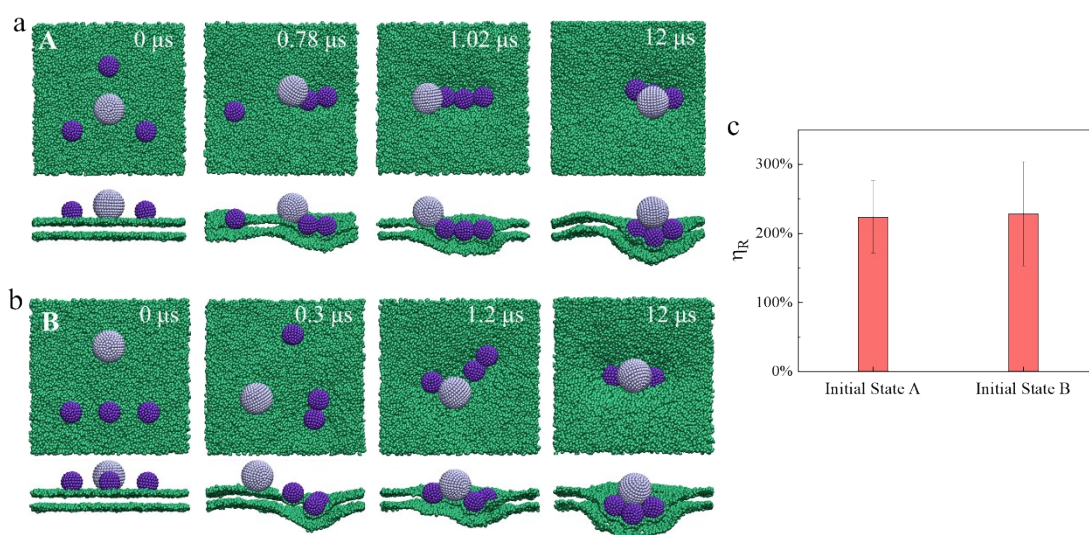 a
A
0 μs
0.78 μs
1.02 μs
12 μs
b
B
0 μs
0.3 μs
1.2 μs
12 μs
c
300%
200%
100%
0%
ηR
Initial State A
Initial State B